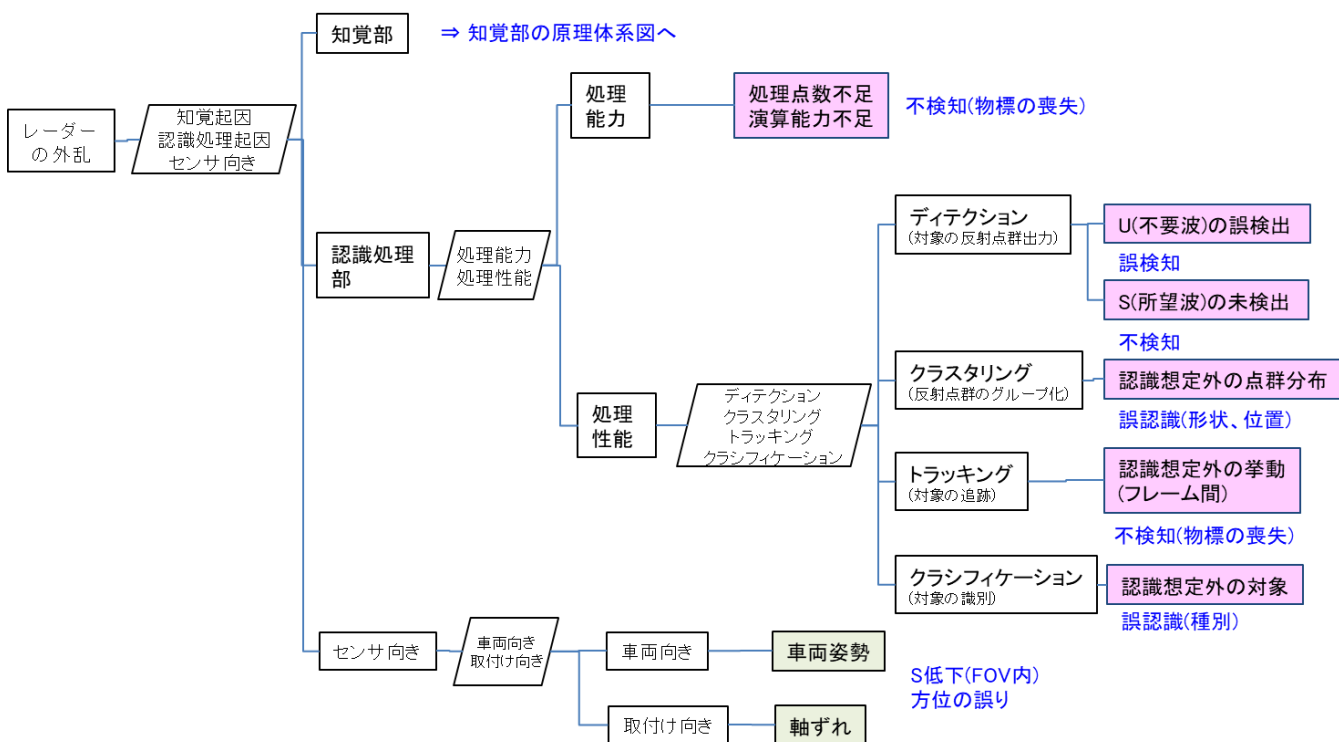 知覚部
⇒ 知覚部の原理体系図へ
レーダー
の外乱
知覚起因
認識処理起因
センサ向き
処理
能力
処理点数不足
演算能力不足
不検知(物標の喪失)
認識処理
部
処理能力
処理性能
処理
性能
ディテクション
クラスタリング
トラッキング
クラシフィケーション
ディテクション
(対象の反射点群出力)
U(不要波)の誤検出
誤検知
S(所望波)の未検出
不検知
クラスタリング
(反射点群のグループ化)
認識想定外の点群分布
誤認識(形状、位置)
トラッキング
(対象の追跡)
認識想定外の挙動
(フレーム間)
不検知(物標の喪失)
クラシフィケーション
(対象の識別)
認識想定外の対象
誤認識(種別)
センサ向き
車両向き
取付け向き
車両向き
車両姿勢
S低下(FOV内)
方位の誤り
取付け向き
軸ずれ